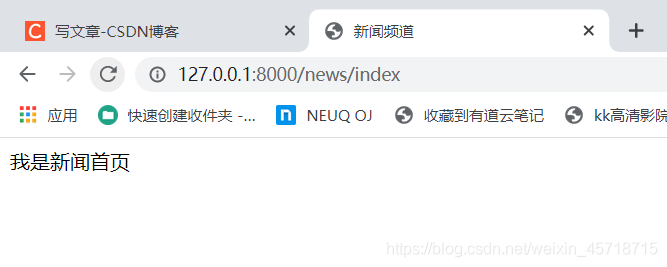 写文章-CSDN博客
新闻频道
127.0.0.1:8000/news/index
应用
快速创建收件夹 -...
NEUQ OJ
收藏到有道云笔记
kk高清影院
我是新闻首页
https://blog.csdn.net/weixin_45718715